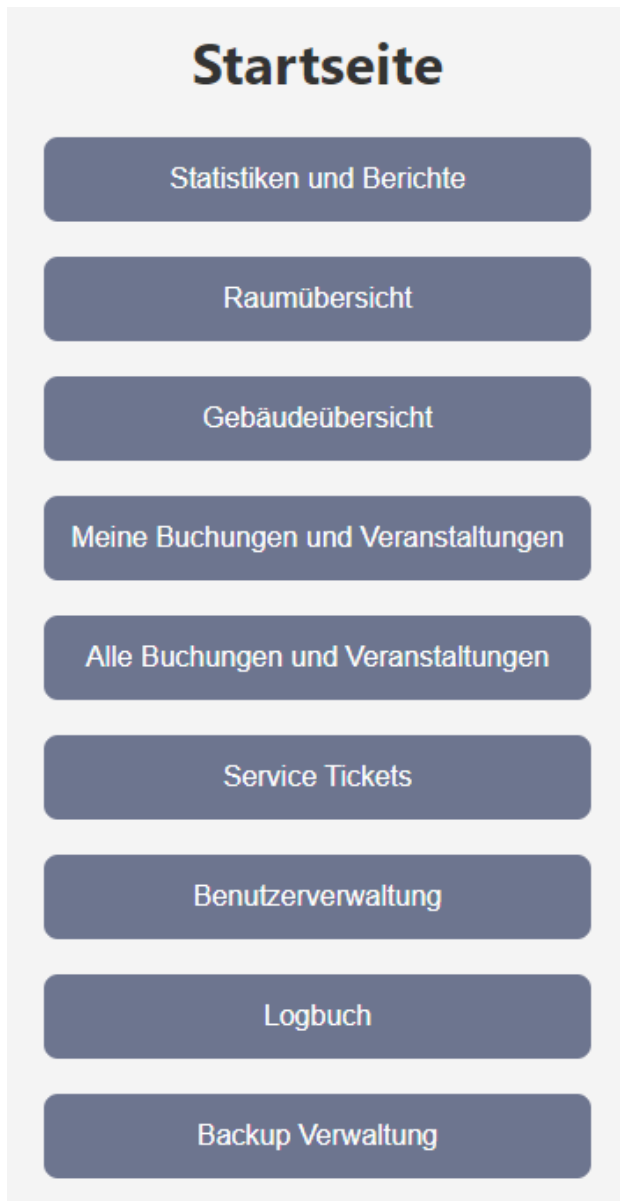 Startseite
Statistiken und Berichte
Raumübersicht
Gebäudeübersicht
Meine Buchungen und Veranstaltungen
Alle Buchungen und Veranstaltungen
Service Tickets
Benutzerverwaltung
Logbuch
Backup Verwaltung